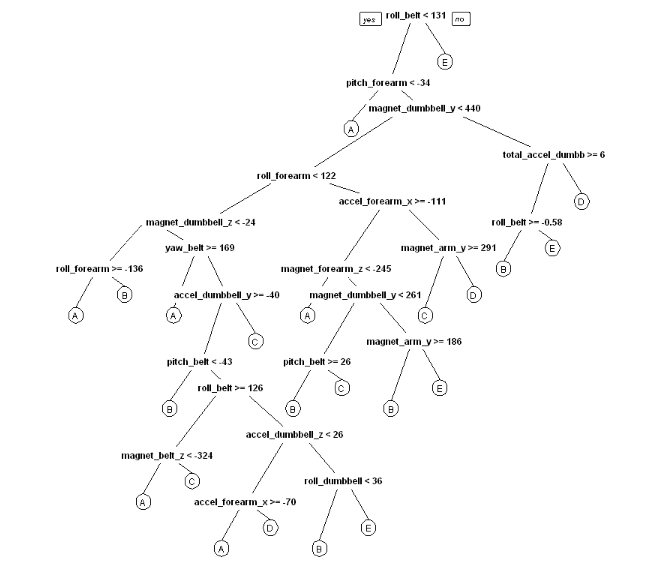 yes roll_belt < 131 no
E
pitch_forearm < -34
magnet_dumbbell_y < 440
A
total_accel_dumbb >= 6
roll_forearm < 122
accel_forearm_x >= -111
D
magnet_dumbbell_z < -24
roll_belt >= -0.58
yaw_belt >= 169
magnet_arm_y >= 291
E
roll_forearm >= -136
magnet_forearm_z < -245
B
B
accel_dumbbell_y >= -40
magnet_dumbbell_y < 261
D
A
A
A
C
C
magnet_arm_y >= 186
pitch_belt < -43
pitch_belt >= 26
roll_belt >= 126
C
E
B
B
B
accel_dumbbell_z < 26
magnet_belt_z < -324
C
roll_dumbbell < 36
A
accel_forearm_x >= -70
D
E
A
B